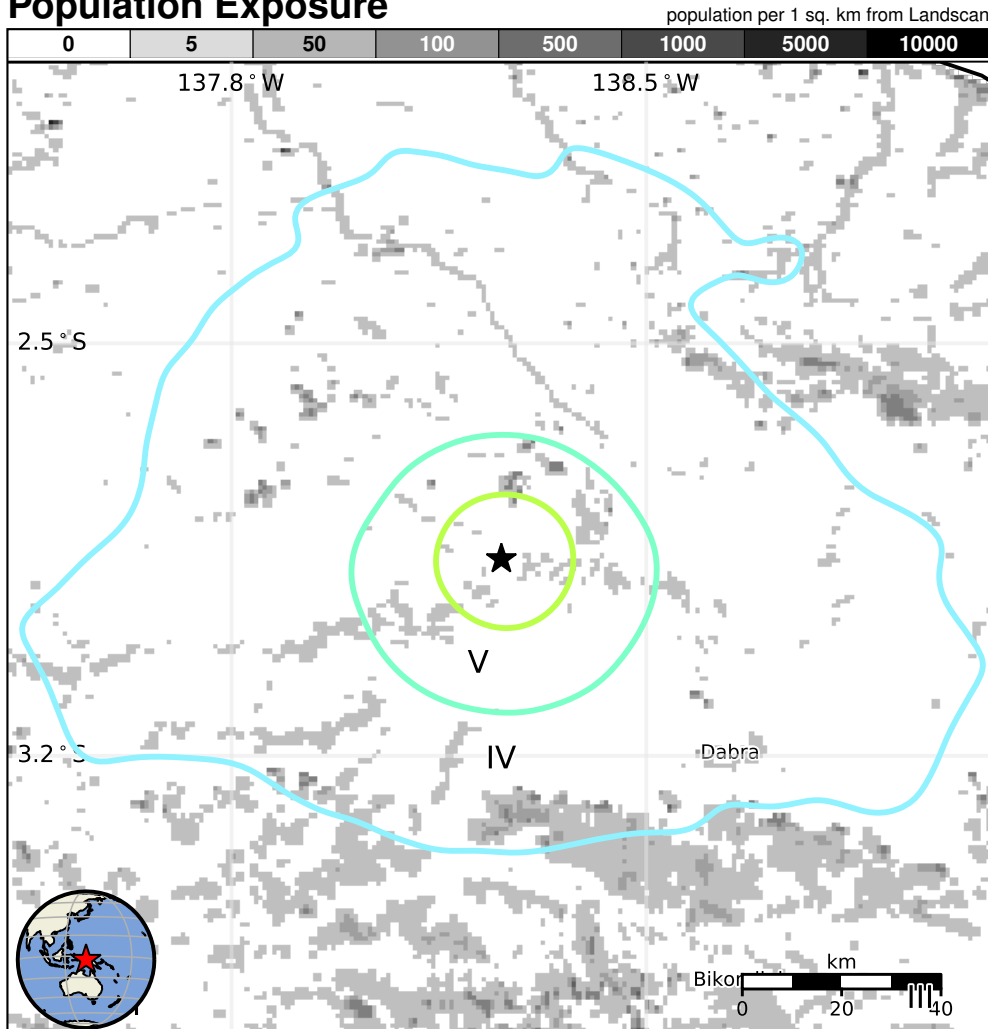 Population Exposure
population per 1 sq. km from Landscan
0 5 50 100 500 1000 5000 10000
137.8°W 138.5°W
2.5°S
V
3.2°S
IV
Dabra
km
III
0 20 40